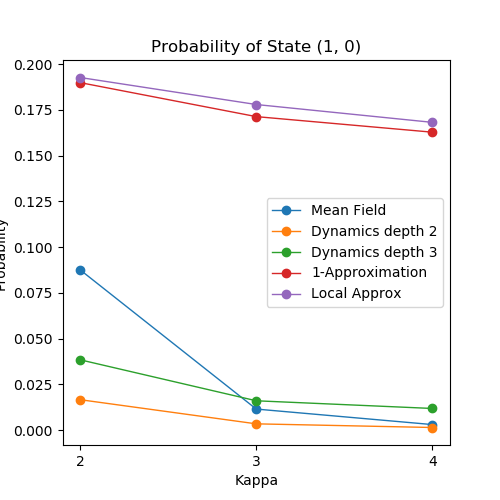 Probability of State (1, 0)
0.200
0.175
0.150
0.125
0.100
0.075
0.050
0.025
0.000
Probability
Mean Field
Dynamics depth 2
Dynamics depth 3
1-Approximation
Local Approx
2
3
4
Kappa